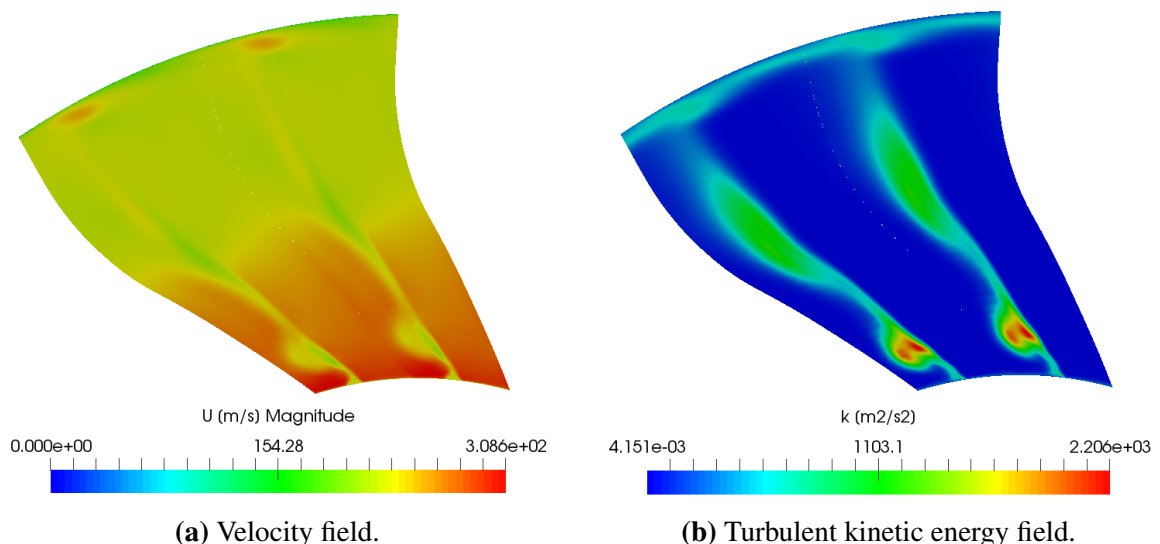 U (m/s) Magnitude
0.000e+00 154.28 3.086e+02
(a) Velocity field.
k (m2/s2)
4.151e-03 1103.1 2.206e+03
(b) Turbulent kinetic energy field.